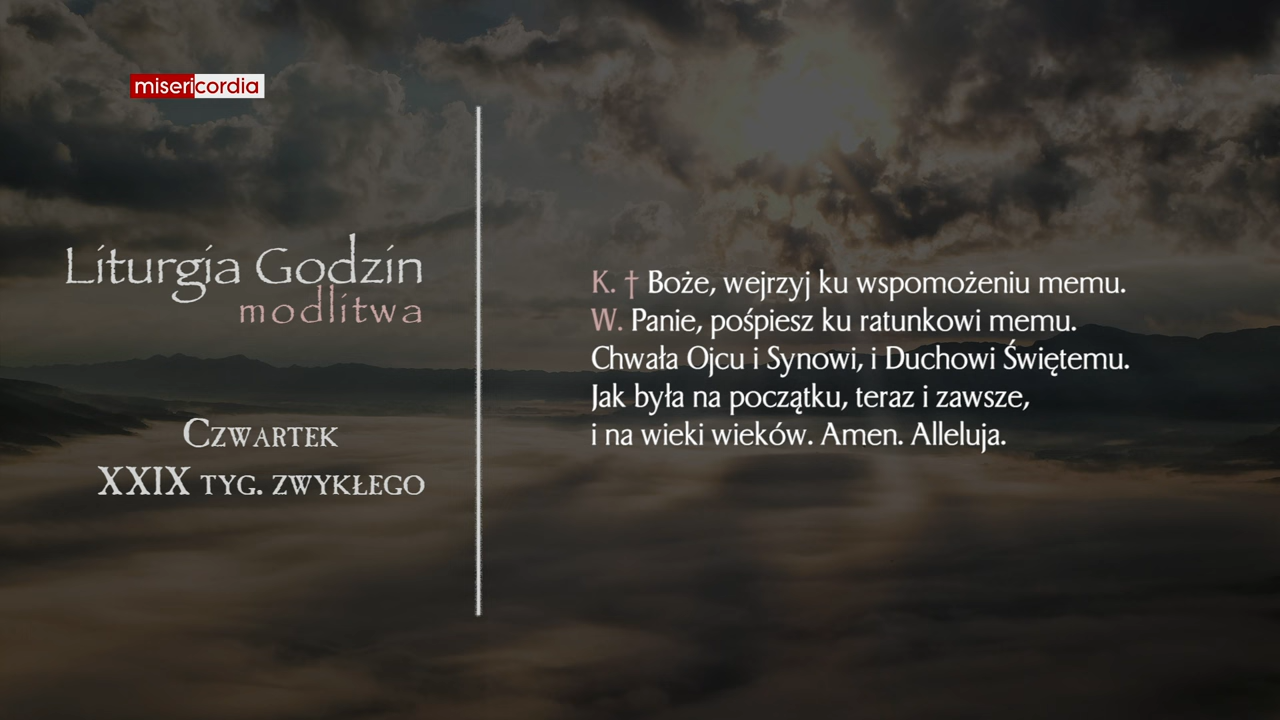 misericordia
Liturgia Godzin
modlitwa
Czwartek
XXIX tyg. zwykłego
K. † Boże, wejrzyj ku wspomożeniu memu.
W. Panie, pośpiesz ku ratunkowi memu.
Chwała Ojcu i Synowi, i Duchowi Świętemu.
Jak była na początku, teraz i zawsze,
i na wieki wieków. Amen. Alleluja.